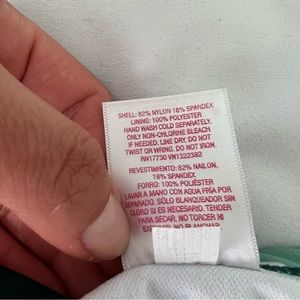 SHELL: 82% NYLON 18% SPANDEX
LINING: 100% POLYESTER
HAND WASH COLD SEPARATELY.
ONLY NON-CHLORINE BLEACH
IF NEEDED. LINE DRY. DO NOT
TWIST OR WRING. DO NOT IRON.
RN17730 VN1322392
REVESTIMIENTO: 82% NAILON,
18% SPANDEX
FORRO: 100% POLIÉSTER
LAVAR A MANO CON AGUA FRÍA POR
SEPARADO. SÓLO BLANQUEADOR SIN
CLORO SI ES NECESARIO. TENDER
PARA SECAR. NO TORCER NI
NO PLANCHAR